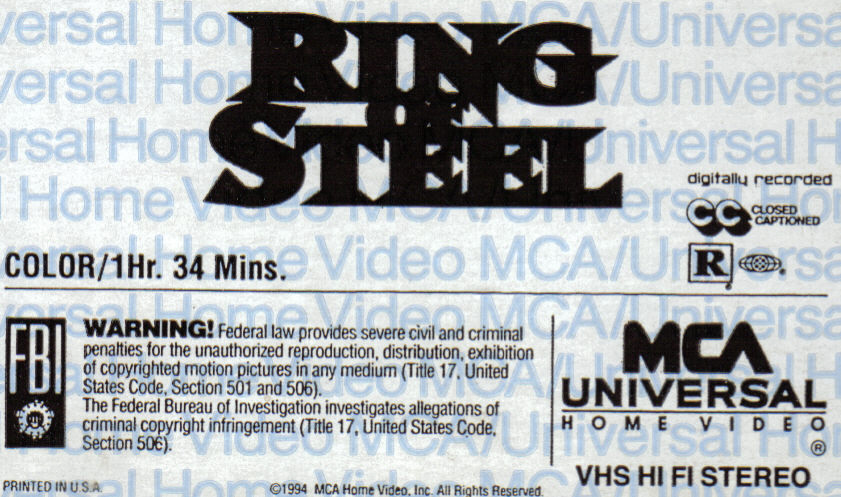 RING
OF
STEEL
digitally recorded
CC CLOSED CAPTIONED
COLOR/1Hr. 34 Mins.
R ®
FBI
WARNING! Federal law provides severe civil and criminal
penalties for the unauthorized reproduction, distribution, exhibition
of copyrighted motion pictures in any medium (Title 17, United
States Code, Section 501 and 506).
The Federal Bureau of Investigation investigates allegations of
criminal copyright infringement (Title 17, United States Code,
Section 506).
MCA
UNIVERSAL
HOME VIDEO
®
VHS HI FI STEREO
PRINTED IN U.S.A.
©1994 MCA Home Video, Inc. All Rights Reserved.